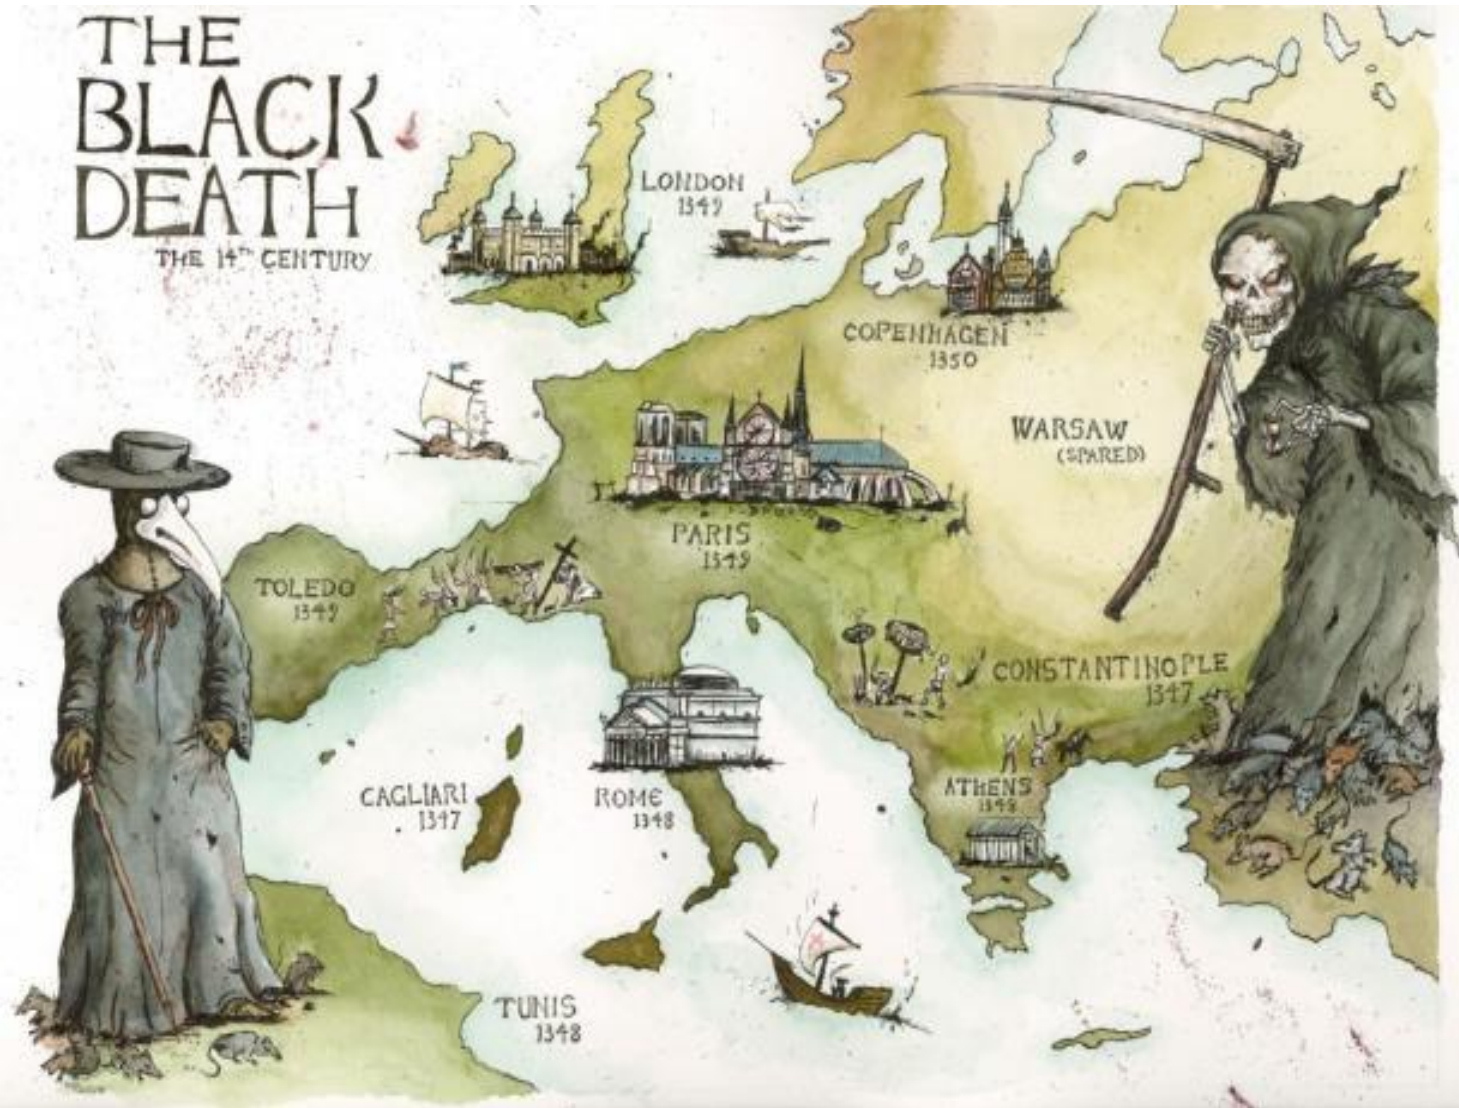 THE
BLACK
DEATH
THE 14TH CENTURY
LONDON
1349
COPENHAGEN
1350
WARSAW
(SPARED)
PARIS
1349
TOLEDO
1349
CONSTANTINOPLE
1347
CAGLIARI
1347
ROME
1348
ATHENS
1348
TUNIS
1348